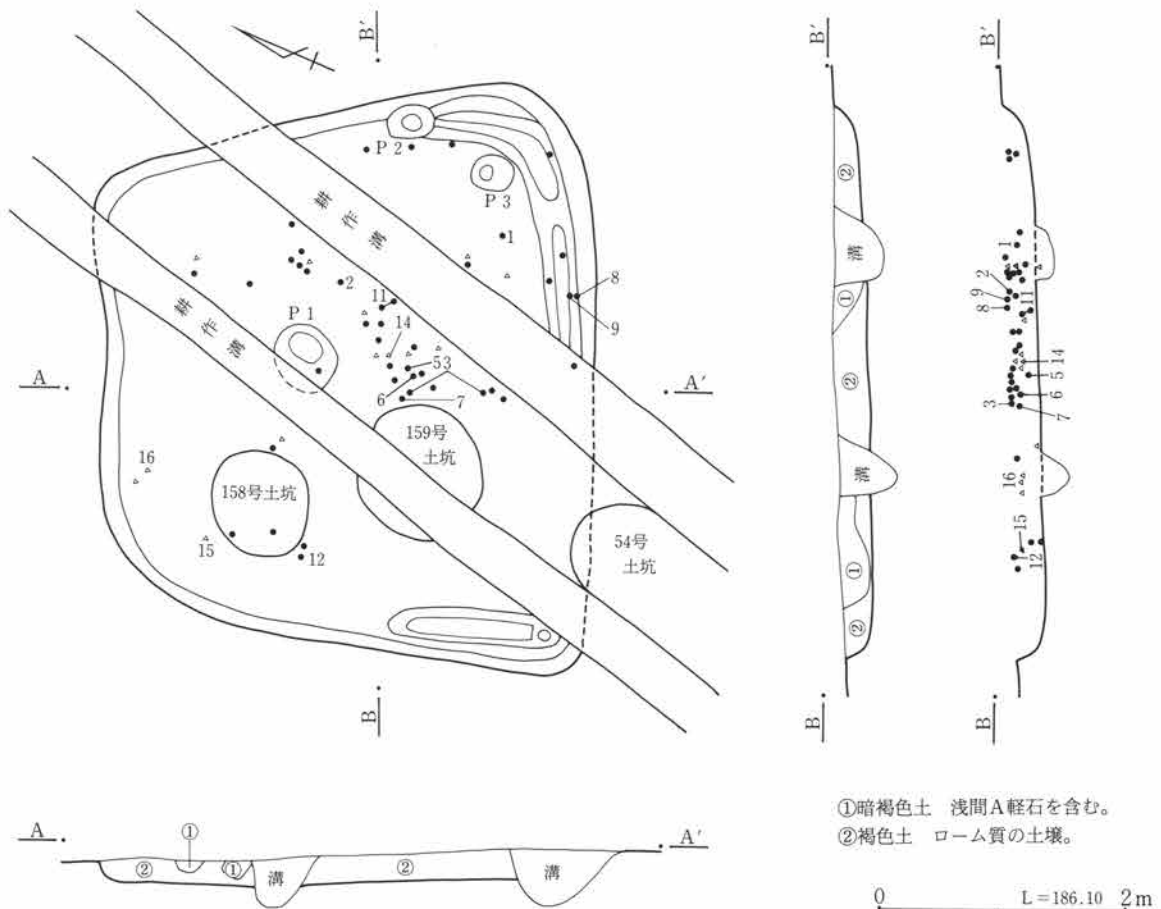 B'
P 2
P 3
耕作溝
1
2
8
9
11
14
P 1
耕作溝
53
6
7
A
A'
159号
土坑
16
158号土坑
15
12
54号
土坑
B
B'
②
溝
①
②
溝
①
②
B
B'
1
2
9
8
11
14
5
6
3
7
16
15
12
B
A
①
②
①
溝
②
溝
A'
①暗褐色土 浅間A軽石を含む。
②褐色土 ローム質の土壌。
0 L=186.10 2m